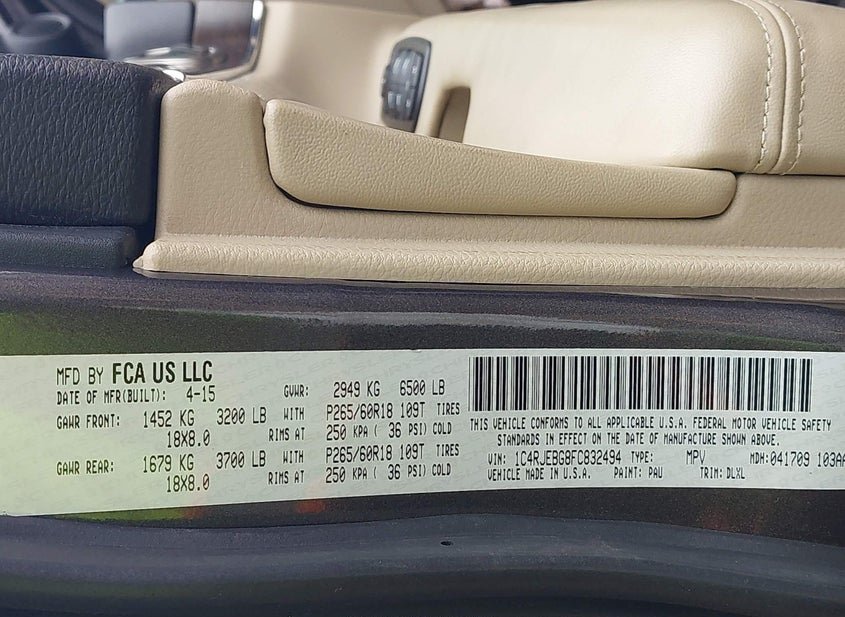 MFD BY FCA US LLC
DATE OF MFR(BUILT): 4-15 GVWR: 2949 KG 6500 LB
GAWR FRONT: 1452 KG 3200 LB WITH P265/60R18 109T TIRES
18X8.0 RIMS AT 250 KPA ( 36 PSI) COLD
GAWR REAR: 1679 KG 3700 LB WITH P265/60R18 109T TIRES
18X8.0 RIMS AT 250 KPA ( 36 PSI) COLD
THIS VEHICLE CONFORMS TO ALL APPLICABLE U.S.A. FEDERAL MOTOR VEHICLE SAFETY
STANDARDS IN EFFECT ON THE DATE OF MANUFACTURE SHOWN ABOVE.
VIN: 1C4RJEBG8FC832494 TYPE: MPV MDH: 041709 103AA
VEHICLE MADE IN U.S.A. PAINT: PAU TRIM: DLXL